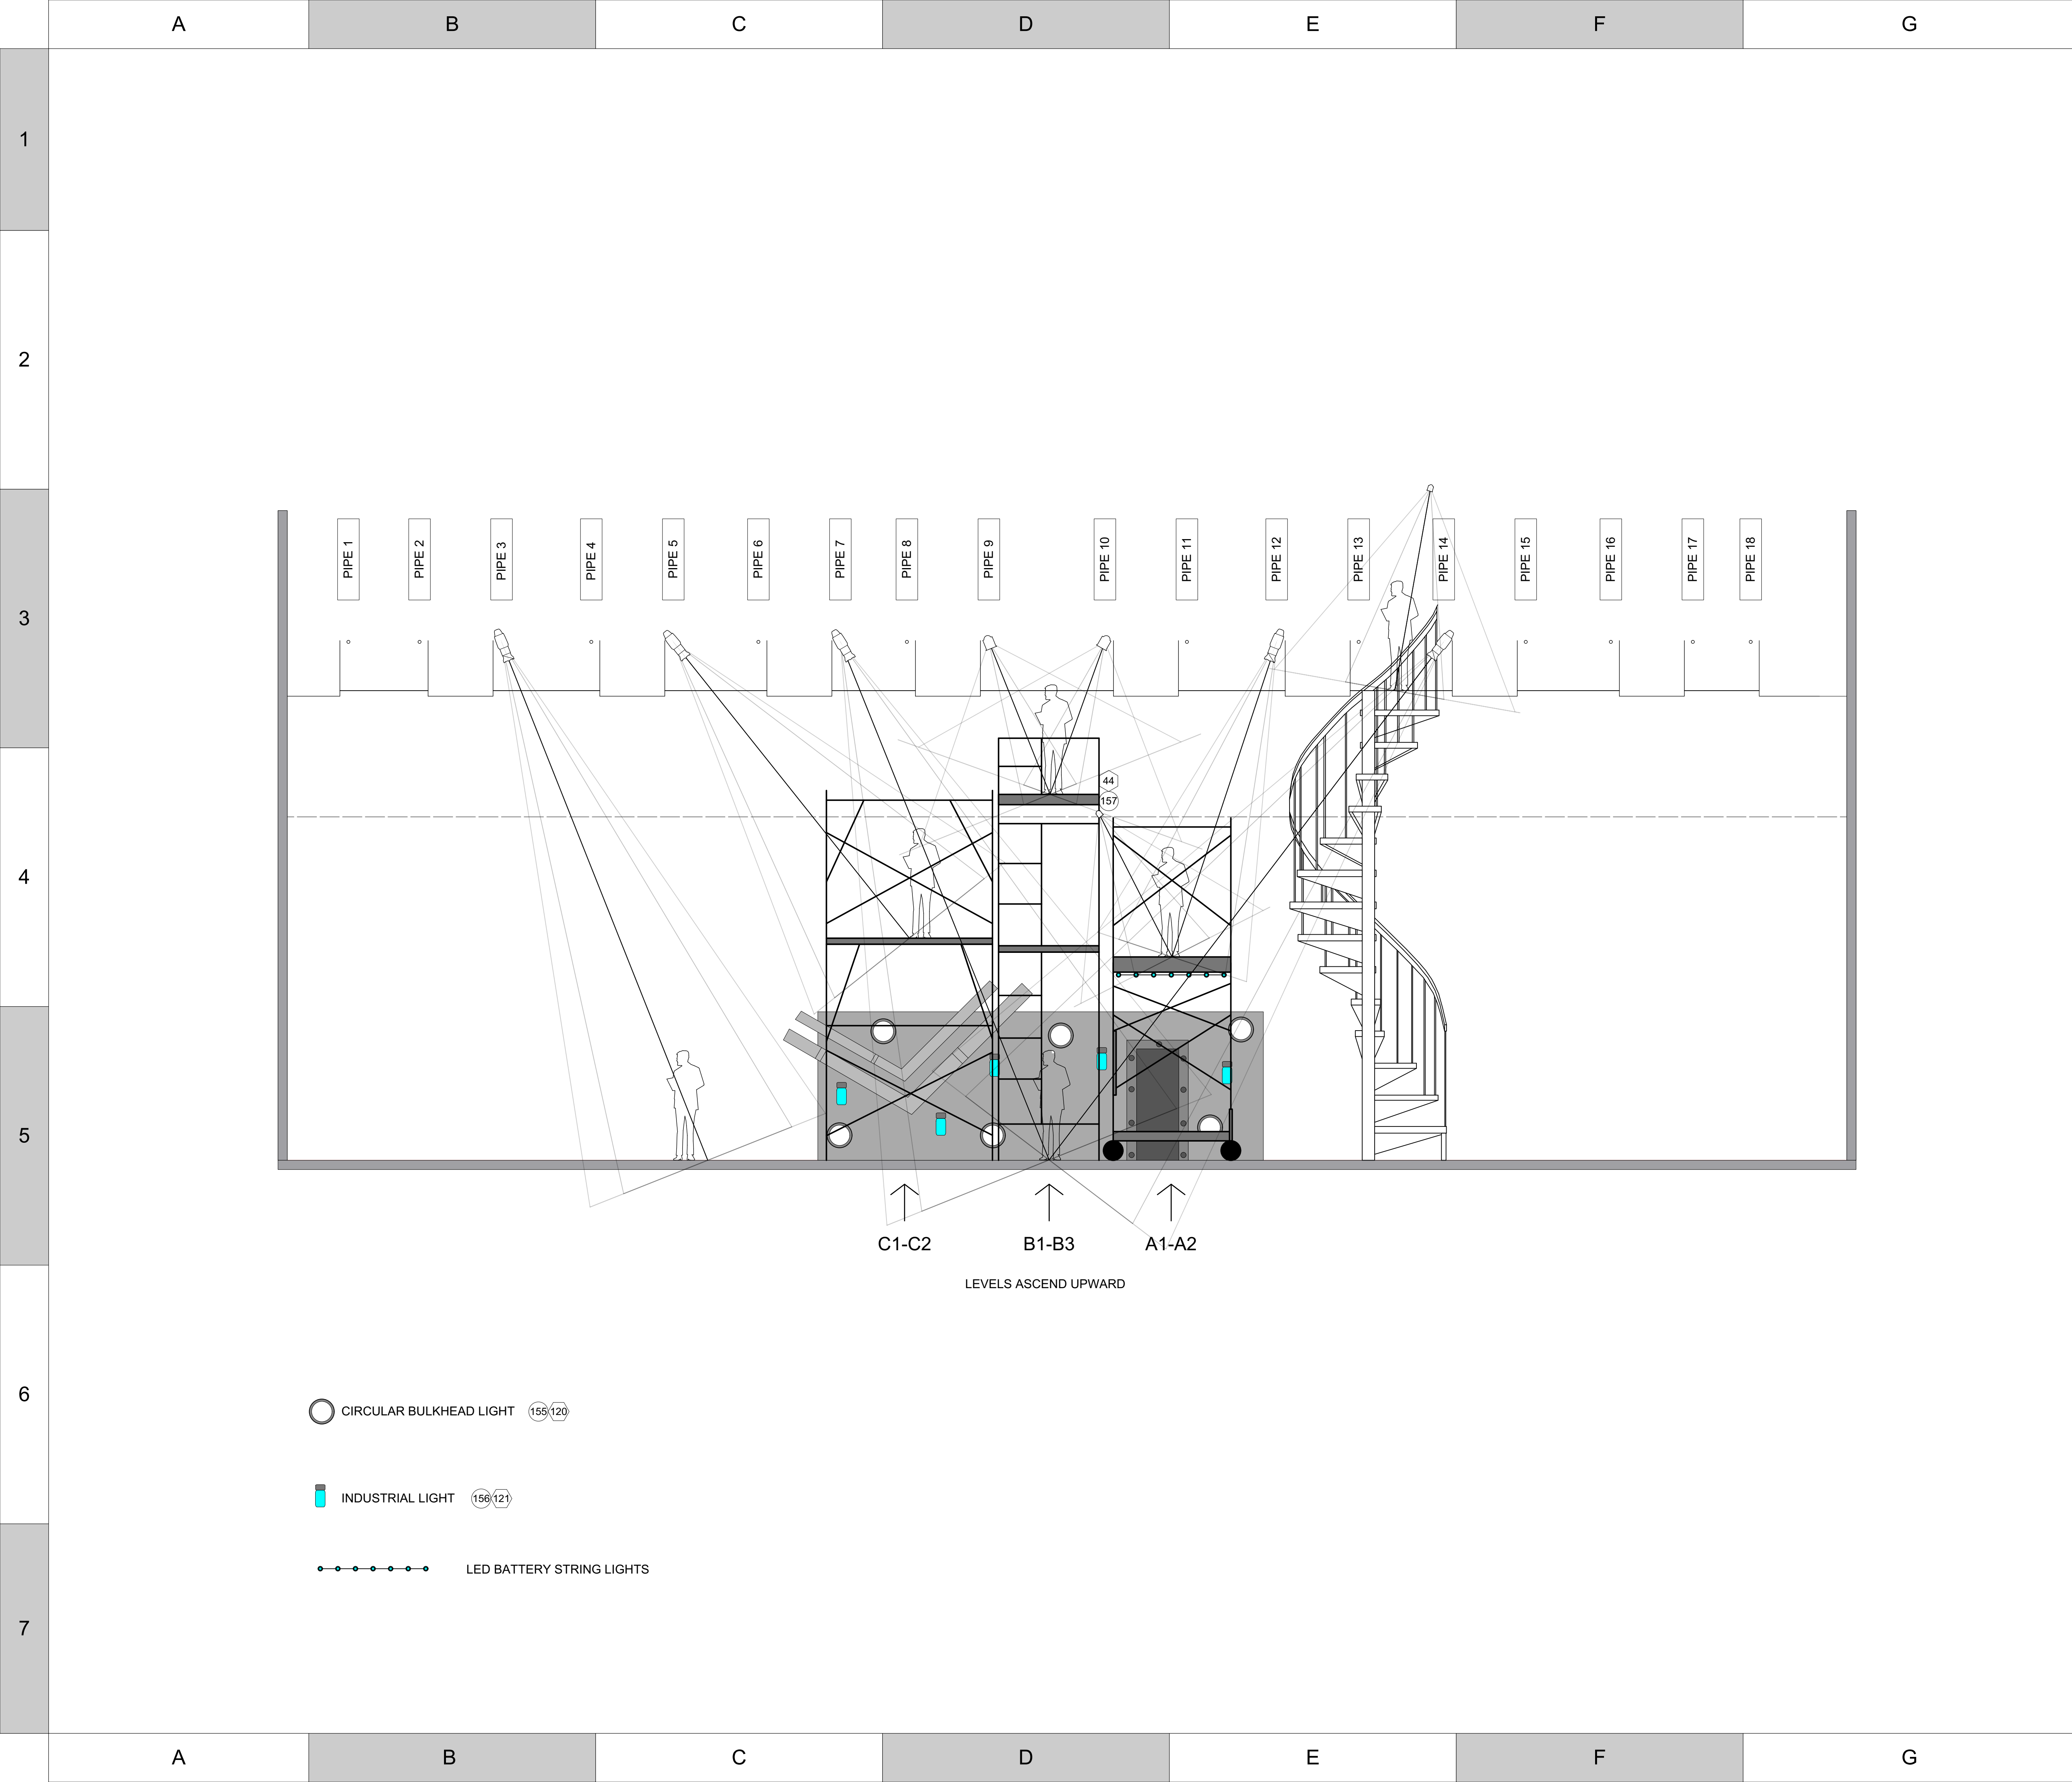 A B C D E F G
1
2
3
4
5
6
7
PIPE 1
PIPE 2
PIPE 3
PIPE 4
PIPE 5
PIPE 6
PIPE 7
PIPE 8
PIPE 9
PIPE 10
PIPE 11
PIPE 12
PIPE 13
PIPE 14
PIPE 15
PIPE 16
PIPE 17
PIPE 18
44
157
C1-C2 B1-B3 A1-A2
LEVELS ASCEND UPWARD
CIRCULAR BULKHEAD LIGHT 155 120
INDUSTRIAL LIGHT 156 121
LED BATTERY STRING LIGHTS
A B C D E F G